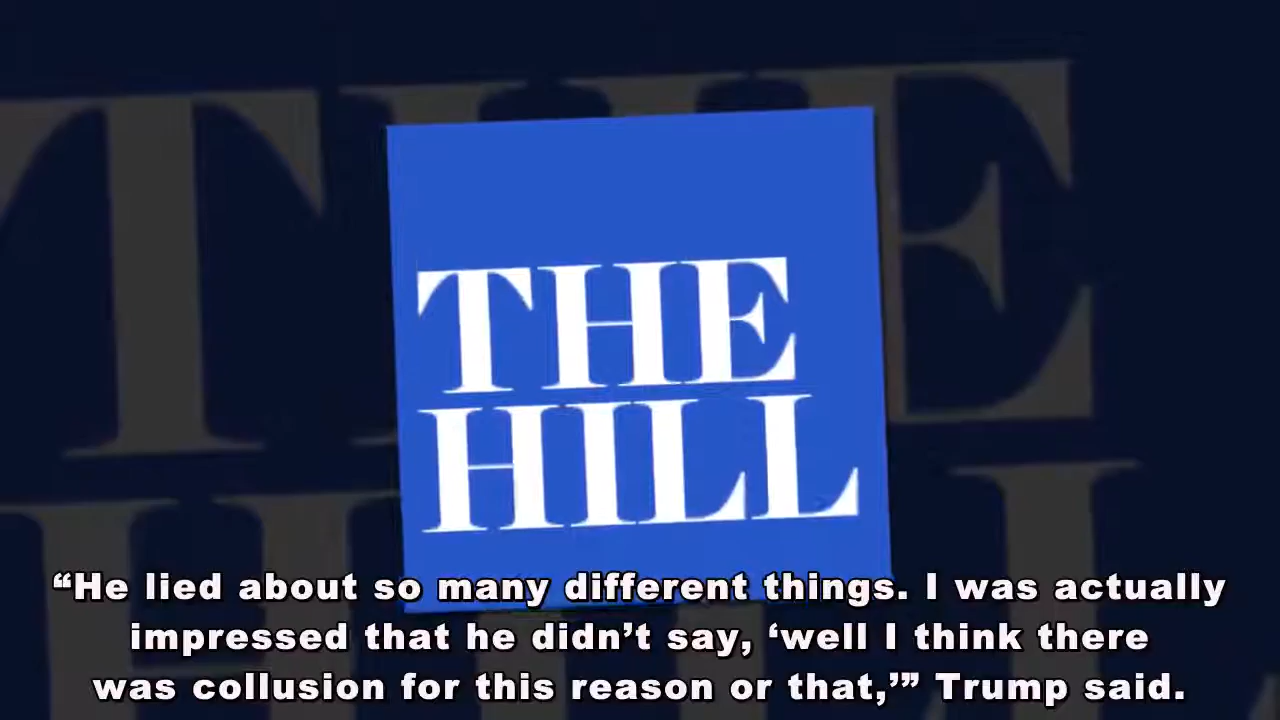 THE
HILL
“He lied about so many different things. I was actually
impressed that he didn’t say, ‘well I think there
was collusion for this reason or that,’” Trump said.